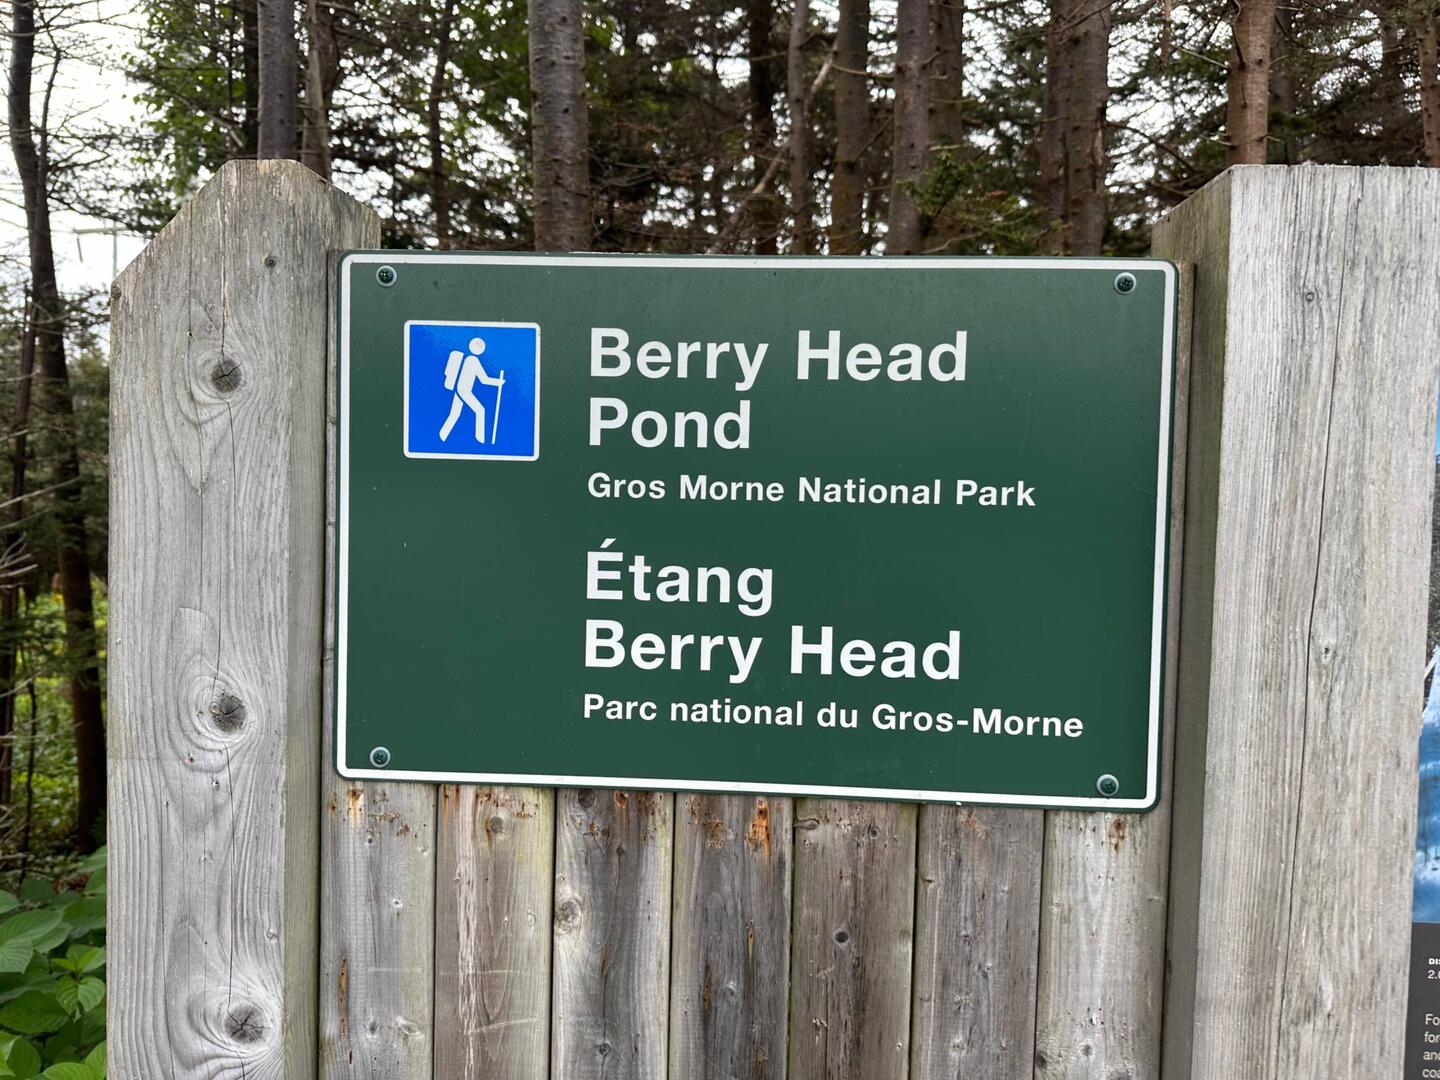 Berry Head
Pond
Gros Morne National Park
Étang
Berry Head
Parc national du Gros-Morne